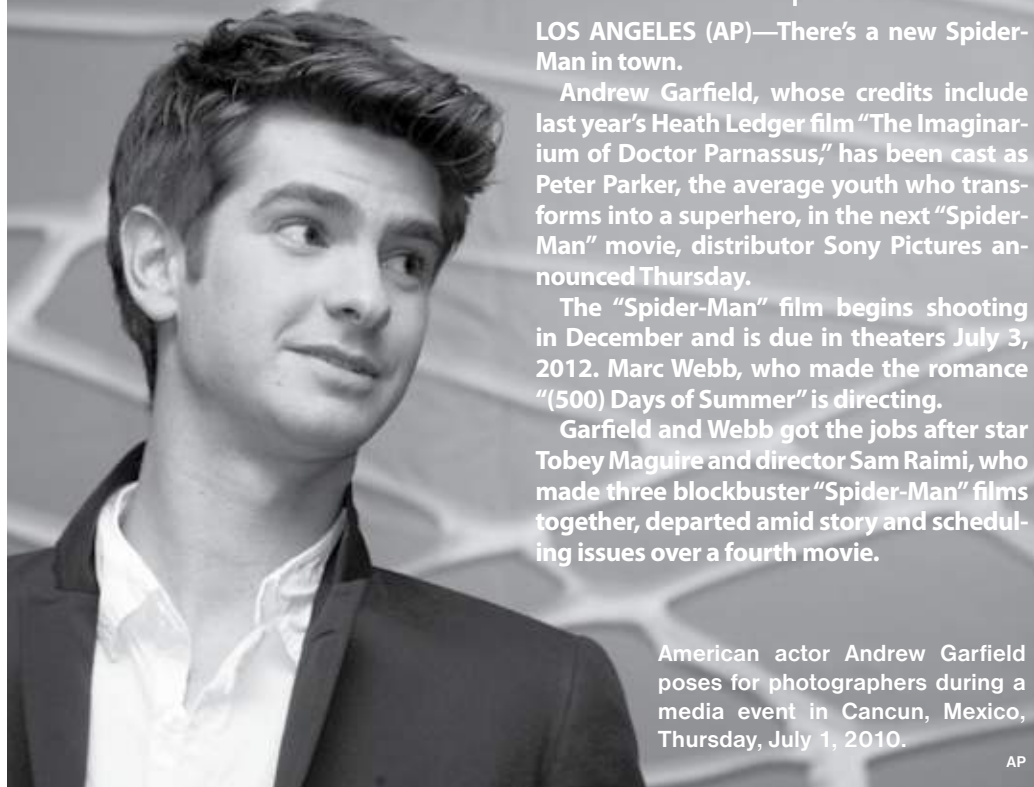 LOS ANGELES (AP)—There’s a new Spider-
Man in town.
Andrew Garfield, whose credits include
last year’s Heath Ledger film “The Imaginar-
ium of Doctor Parnassus,” has been cast as
Peter Parker, the average youth who trans-
forms into a superhero, in the next “Spider-
Man” movie, distributor Sony Pictures an-
nounced Thursday.
The “Spider-Man” film begins shooting
in December and is due in theaters July 3,
2012. Marc Webb, who made the romance
“(500) Days of Summer” is directing.
Garfield and Webb got the jobs after star
Tobey Maguire and director Sam Raimi, who
made three blockbuster “Spider-Man” films
together, departed amid story and schedul-
ing issues over a fourth movie.
American actor Andrew Garfield
poses for photographers during a
media event in Cancun, Mexico,
Thursday, July 1, 2010.
AP